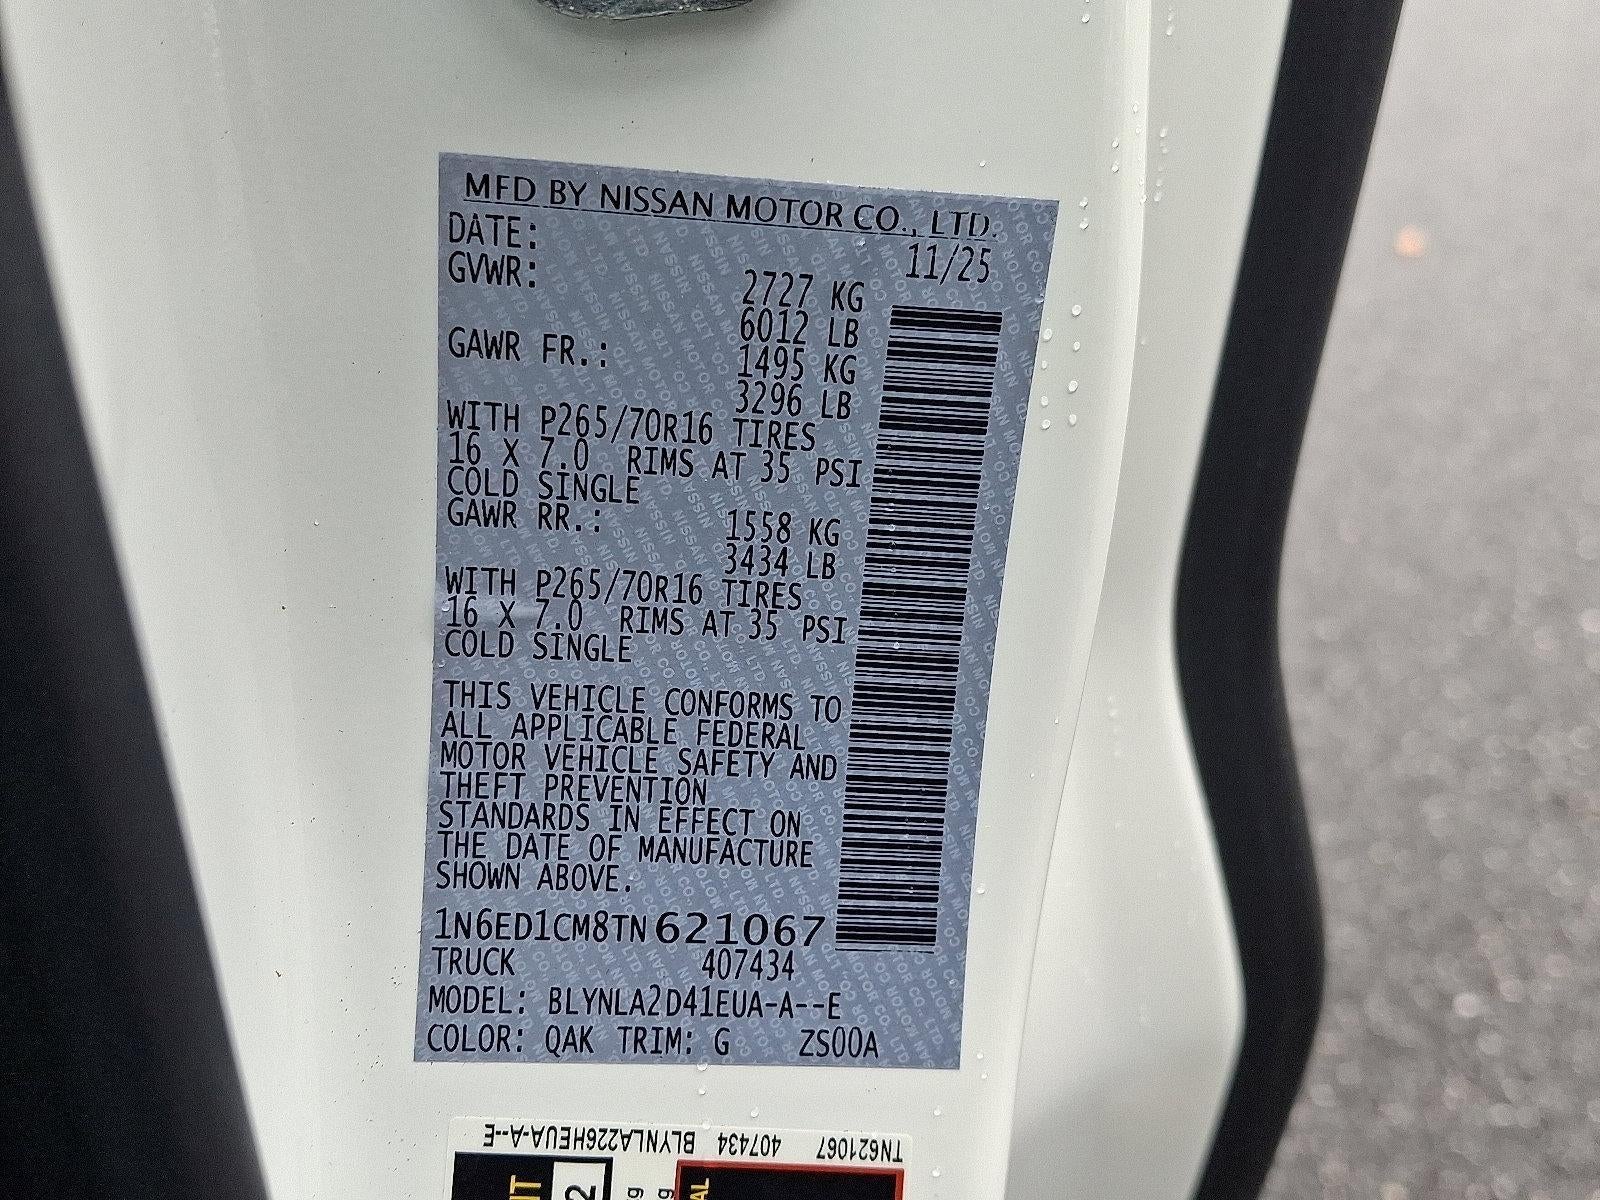 MFD BY NISSAN MOTOR CO., LTD.
DATE: 11/25
GVWR: 2727 KG
6012 LB
GAWR FR.: 1495 KG
3296 LB
WITH P265/70R16 TIRES
16 X 7.0 RIMS AT 35 PSI
COLD SINGLE
GAWR RR.: 1558 KG
3434 LB
WITH P265/70R16 TIRES
16 X 7.0 RIMS AT 35 PSI
COLD SINGLE
THIS VEHICLE CONFORMS TO
ALL APPLICABLE FEDERAL
MOTOR VEHICLE SAFETY AND
THEFT PREVENTION
STANDARDS IN EFFECT ON
THE DATE OF MANUFACTURE
SHOWN ABOVE.
1N6ED1CM8TN621067
TRUCK 407434
MODEL: BLYNLA2D41EUA-A--E
COLOR: QAK TRIM: G ZS00A
TN621067 407434 BLYNLA226HEUA-A--E